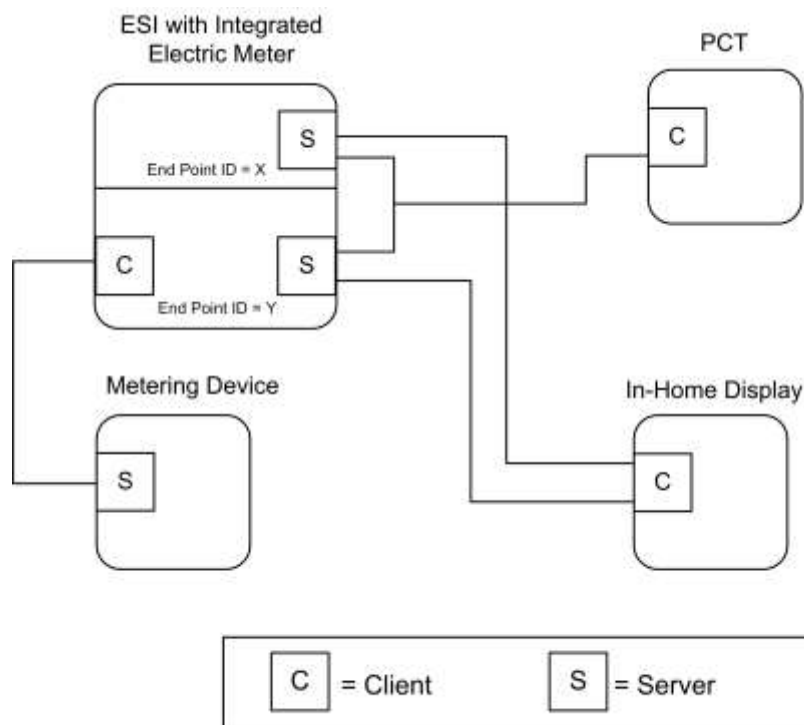 ESI with Integrated
Electric Meter
PCT
S
End Point ID = X
C
C
S
End Point ID = Y
Metering Device
In-Home Display
S
C
C = Client
S = Server